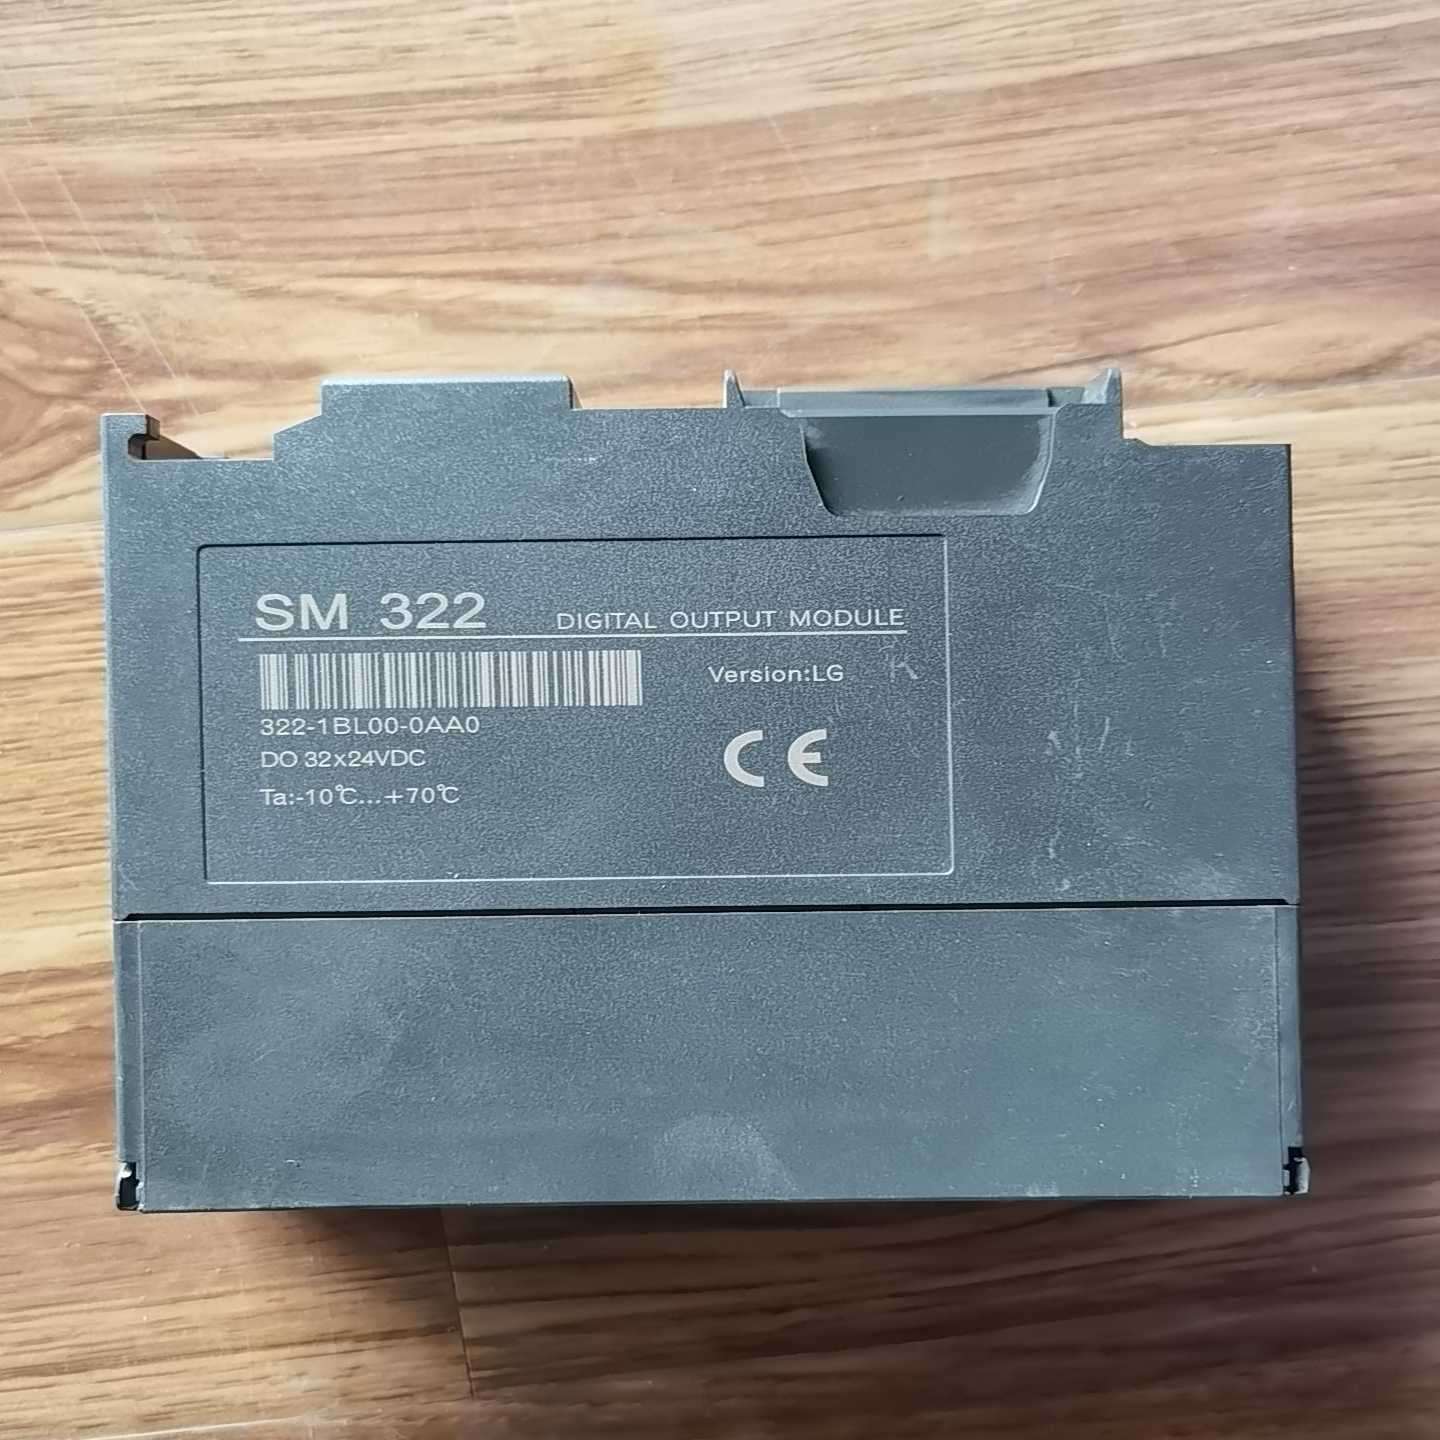 SM 322 DIGITAL OUTPUT MODULE
Version:LG K
322-1BL00-0AA0
DO 32x24VDC
CE
Ta:-10℃...+70℃